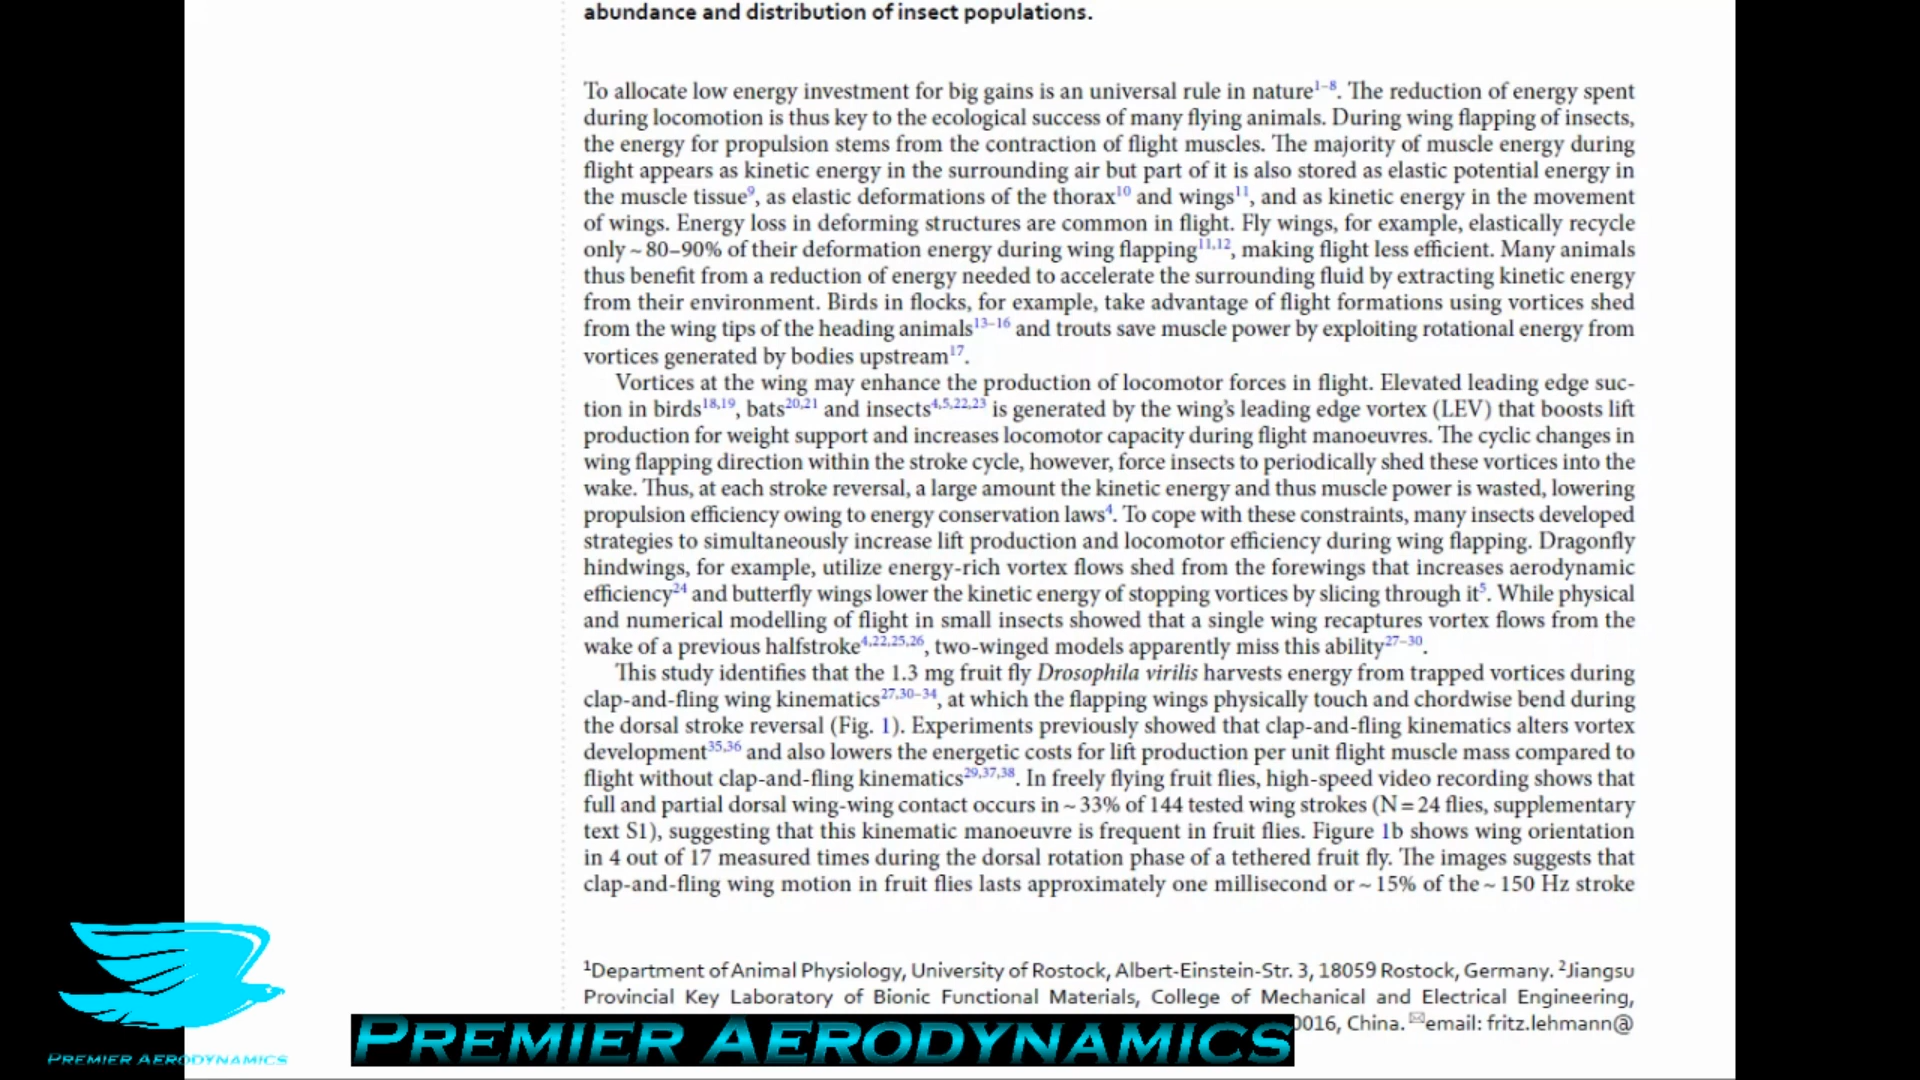 abundance and distribution of insect populations.
To allocate low energy investment for big gains is an universal rule in nature1–8. The reduction of energy spent
during locomotion is thus key to the ecological success of many flying animals. During wing flapping of insects,
the energy for propulsion stems from the contraction of flight muscles. The majority of muscle energy during
flight appears as kinetic energy in the surrounding air but part of it is also stored as elastic potential energy in
the muscle tissue9, as elastic deformations of the thorax10 and wings11, and as kinetic energy in the movement
of wings. Energy loss in deforming structures are common in flight. Fly wings, for example, elastically recycle
only ~ 80–90% of their deformation energy during wing flapping11,12, making flight less efficient. Many animals
thus benefit from a reduction of energy needed to accelerate the surrounding fluid by extracting kinetic energy
from their environment. Birds in flocks, for example, take advantage of flight formations using vortices shed
from the wing tips of the heading animals13–16 and trouts save muscle power by exploiting rotational energy from
vortices generated by bodies upstream17.
Vortices at the wing may enhance the production of locomotor forces in flight. Elevated leading edge suc-
tion in birds18,19, bats20,21 and insects4,5,22,23 is generated by the wing's leading edge vortex (LEV) that boosts lift
production for weight support and increases locomotor capacity during flight manoeuvres. The cyclic changes in
wing flapping direction within the stroke cycle, however, force insects to periodically shed these vortices into the
wake. Thus, at each stroke reversal, a large amount the kinetic energy and thus muscle power is wasted, lowering
propulsion efficiency owing to energy conservation laws4. To cope with these constraints, many insects developed
strategies to simultaneously increase lift production and locomotor efficiency during wing flapping. Dragonfly
hindwings, for example, utilize energy-rich vortex flows shed from the forewings that increases aerodynamic
efficiency24 and butterfly wings lower the kinetic energy of stopping vortices by slicing through it5. While physical
and numerical modelling of flight in small insects showed that a single wing recaptures vortex flows from the
wake of a previous halfstroke4,22,25,26, two-winged models apparently miss this ability27–30.
This study identifies that the 1.3 mg fruit fly Drosophila virilis harvests energy from trapped vortices during
clap-and-fling wing kinematics27,30–34, at which the flapping wings physically touch and chordwise bend during
the dorsal stroke reversal (Fig. 1). Experiments previously showed that clap-and-fling kinematics alters vortex
development35,36 and also lowers the energetic costs for lift production per unit flight muscle mass compared to
flight without clap-and-fling kinematics29,37,38. In freely flying fruit flies, high-speed video recording shows that
full and partial dorsal wing-wing contact occurs in ~ 33% of 144 tested wing strokes (N = 24 flies, supplementary
text S1), suggesting that this kinematic manoeuvre is frequent in fruit flies. Figure 1b shows wing orientation
in 4 out of 17 measured times during the dorsal rotation phase of a tethered fruit fly. The images suggests that
clap-and-fling wing motion in fruit flies lasts approximately one millisecond or ~ 15% of the ~ 150 Hz stroke
1Department of Animal Physiology, University of Rostock, Albert-Einstein-Str. 3, 18059 Rostock, Germany. 2Jiangsu
Provincial Key Laboratory of Bionic Functional Materials, College of Mechanical and Electrical Engineering,
0016, China. ✉email: fritz.lehmann@
PREMIER AERODYNAMICS
PREMIER AERODYNAMICS